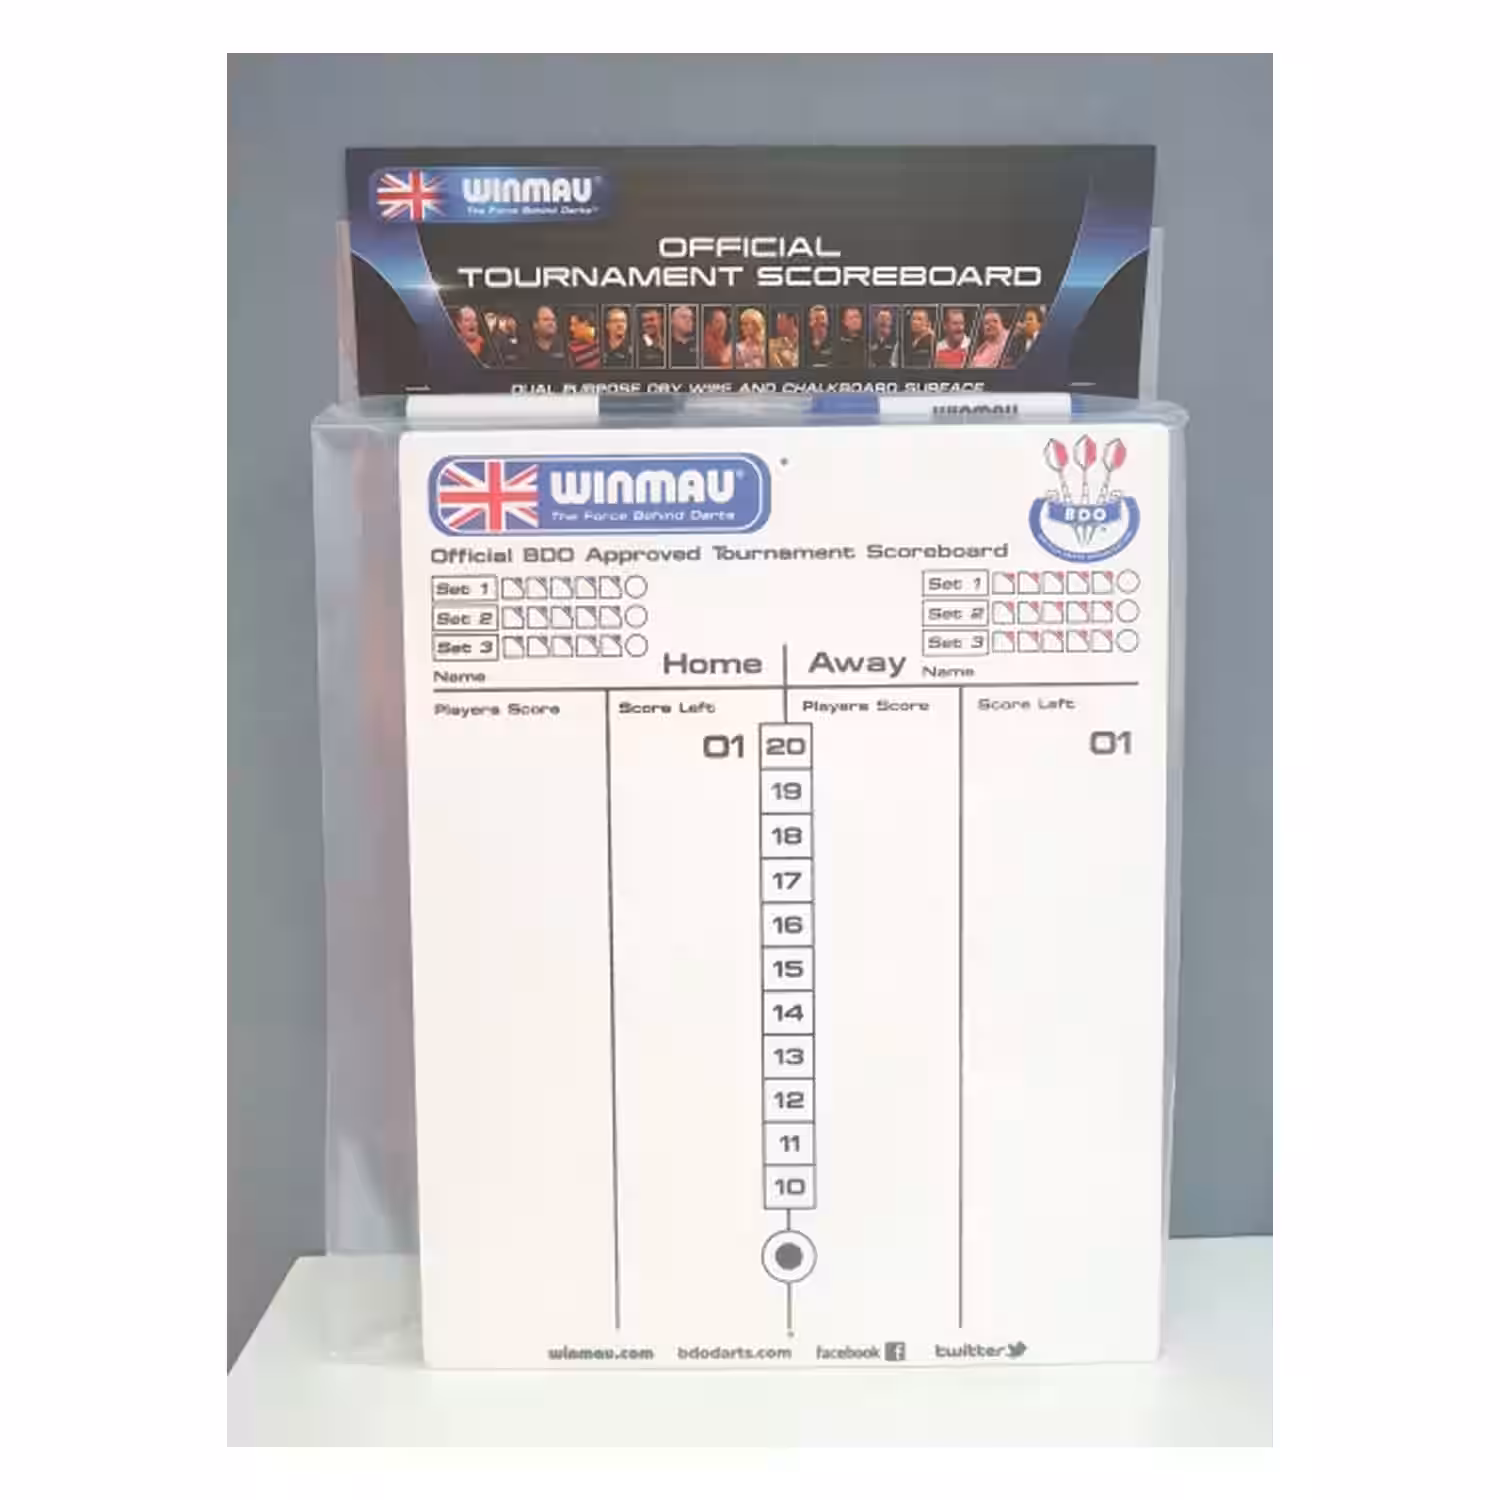 WINMAU
The Force Behind Darts
OFFICIAL
TOURNAMENT SCOREBOARD
DUAL PURPOSE DRY WIPE AND CHALKBOARD SURFACE
WINMAU
WINMAU
The Force Behind Darts
BDO
Official BDO Approved Tournament Scoreboard
Set 1 Set 1
Set 2 Set 2
Set 3 Set 3
Home Away
Name Name
Players Score Score Left Players Score Score Left
01 20 01
19
18
17
16
15
14
13
12
11
10
winmau.com bdodarts.com facebook f twitter